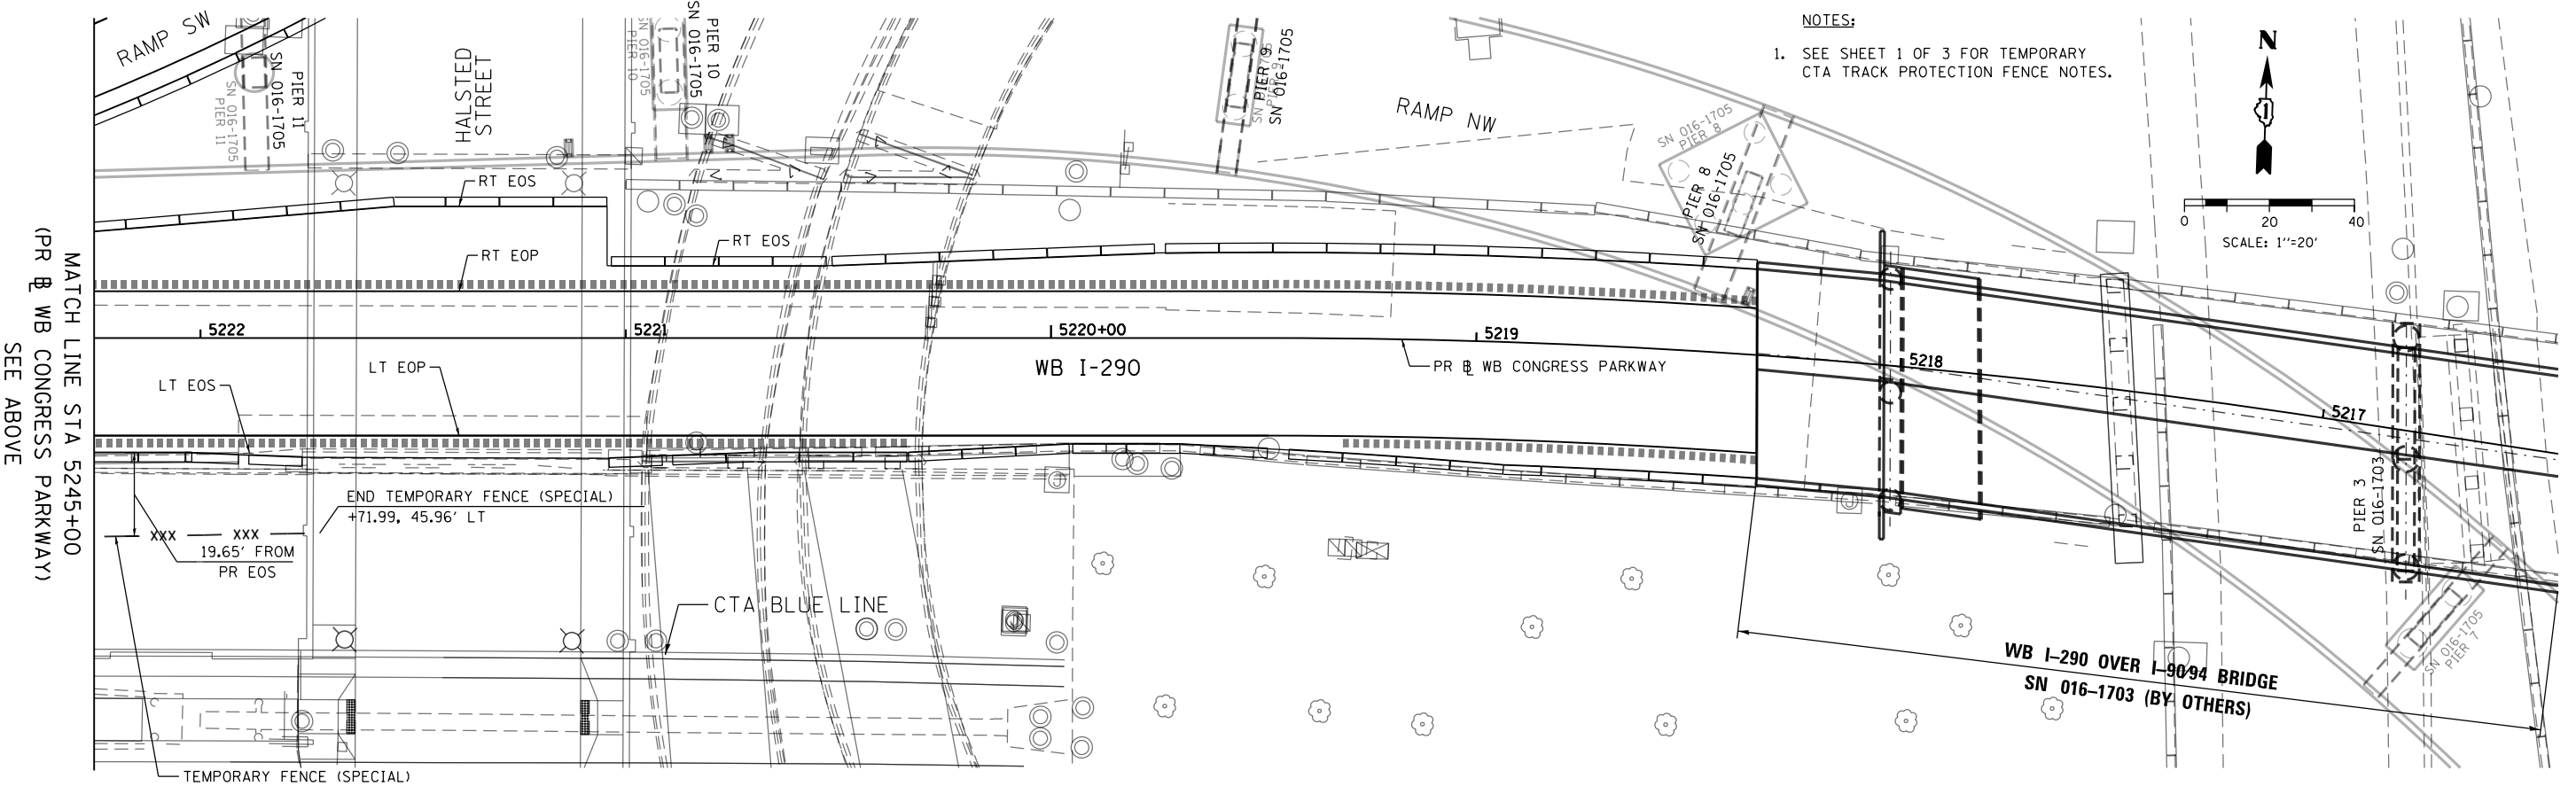 NOTES:
1. SEE SHEET 1 OF 3 FOR TEMPORARY
CTA TRACK PROTECTION FENCE NOTES.
N
1
0 20 40
SCALE: 1"=20'
RAMP SW
PIER 11
SN 016-1705
SN 016-1705
PIER 11
HALSTED
STREET
PIER 10
SN 016-1705
SN 016-1705
PIER 10
PIER 9
SN 016-1705
SN 016-1705
PIER 9
RAMP NW
SN 016-1705
PIER 8
PIER 8
SN 016-1705
RT EOS
RT EOP
RT EOS
5222
5221
5220+00
5219
5218
5217
WB I-290
PR ℄ WB CONGRESS PARKWAY
LT EOP
LT EOS
MATCH LINE STA 5245+00
(PR ℄ WB CONGRESS PARKWAY)
SEE ABOVE
END TEMPORARY FENCE (SPECIAL)
+71.99, 45.96' LT
XXX XXX
19.65' FROM
PR EOS
CTA BLUE LINE
TEMPORARY FENCE (SPECIAL)
PIER 3
SN 016-1703
SN 016-1705
PIER 7
WB I-290 OVER I-90/94 BRIDGE
SN 016-1703 (BY OTHERS)